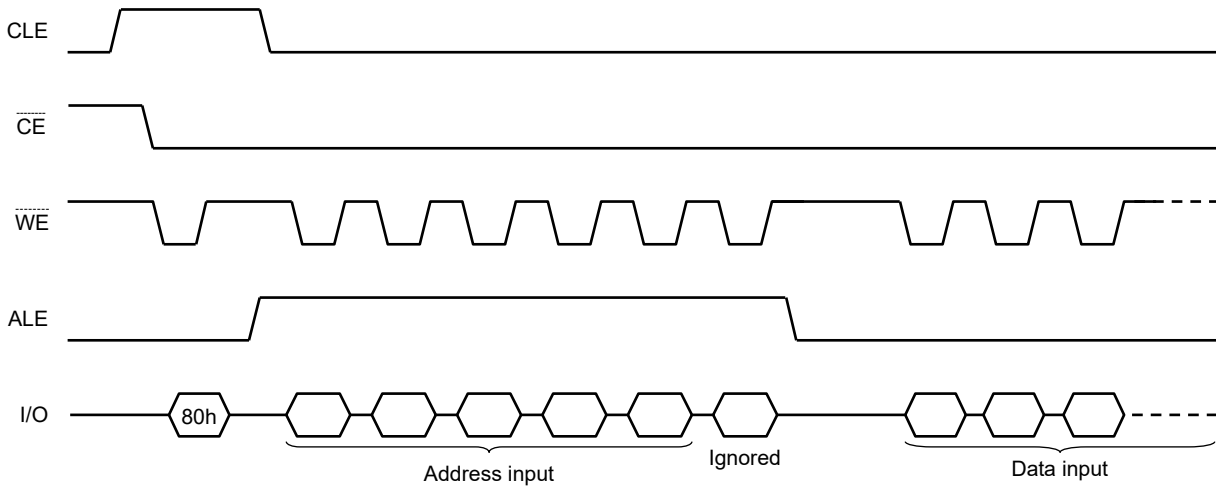 CLE
CE
WE
ALE
I/O
80h
Address input
Ignored
Data input